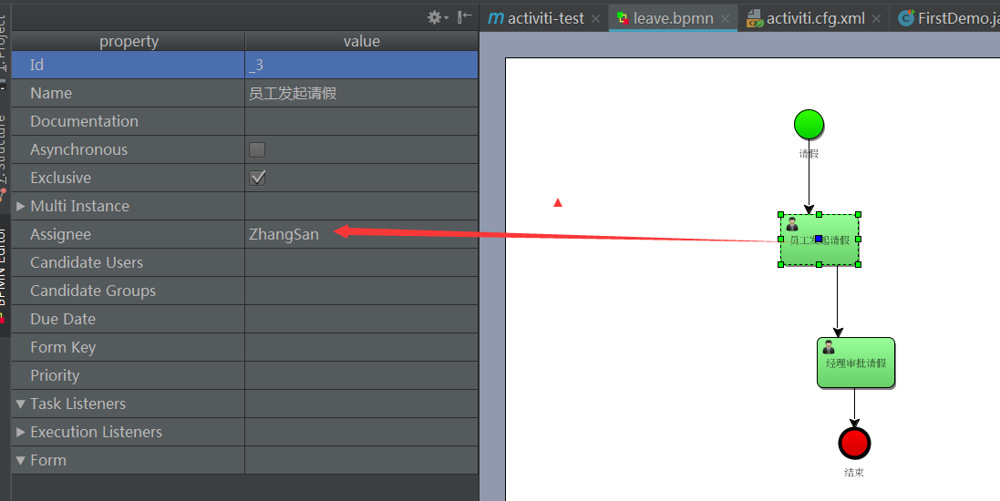 activiti-test
leave.bpmn
activiti.cfg.xml
FirstDemo.ja
1: Project
7: Structure
BPMN Editor
property value
Id _3
Name 员工发起请假
Documentation
Asynchronous
Exclusive
Multi Instance
Assignee ZhangSan
Candidate Users
Candidate Groups
Due Date
Form Key
Priority
Task Listeners
Execution Listeners
Form
请假
员工发起请假
经理审批请假
结束